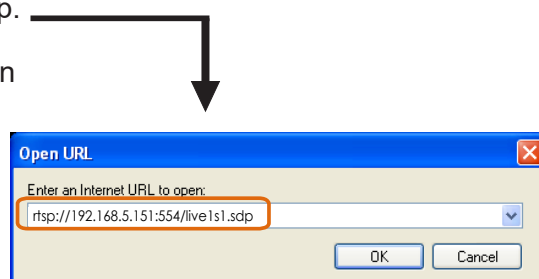 p.
n
Open URL
Enter an Internet URL to open:
rtsp://192.168.5.151:554/live1s1.sdp
OK Cancel